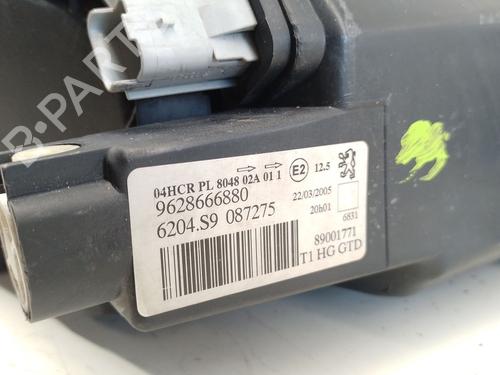 04HCR PL 8048 02A 01 1 E2 12.5
9628666880 22/03/2005
6204.S9 087275 20h01
6831
89001771
T1 HG GTD
B-PARTS